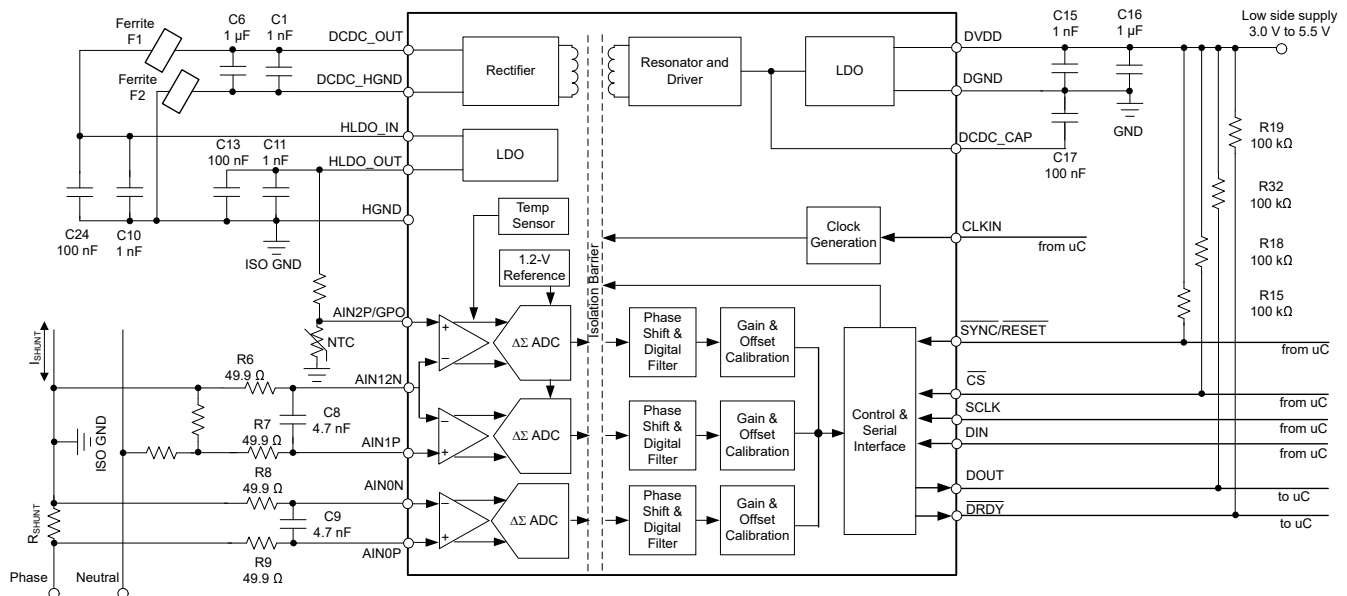 Ferrite
F1
C6
1 µF
C1
1 nF
DCDC_OUT
Ferrite
F2
DCDC_HGND
HLDO_IN
C13
100 nF
C11
1 nF
HLDO_OUT
C24
100 nF
C10
1 nF
HGND
ISO GND
Rectifier
LDO
Temp
Sensor
1.2-V
Reference
Isolation Barrier
Resonator and
Driver
LDO
Clock
Generation
DVDD
DGND
DCDC_CAP
CLKIN
from uC
C15
1 nF
C16
1 µF
GND
C17
100 nF
Low side supply
3.0 V to 5.5 V
R19
100 kΩ
R32
100 kΩ
R18
100 kΩ
R15
100 kΩ
AIN2P/GPO
NTC
I_SHUNT
R6
49.9 Ω
AIN12N
C8
4.7 nF
R7
49.9 Ω
AIN1P
ISO GND
R8
49.9 Ω
AIN0N
C9
4.7 nF
R_SHUNT
AIN0P
R9
49.9 Ω
Phase
Neutral
+
−
ΔΣ ADC
−
+
ΔΣ ADC
−
+
ΔΣ ADC
Phase
Shift &
Digital
Filter
Gain &
Offset
Calibration
Phase
Shift &
Digital
Filter
Gain &
Offset
Calibration
Phase
Shift &
Digital
Filter
Gain &
Offset
Calibration
Control &
Serial
Interface
SYNC/RESET
from uC
CS
from uC
SCLK
from uC
DIN
from uC
DOUT
to uC
DRDY
to uC